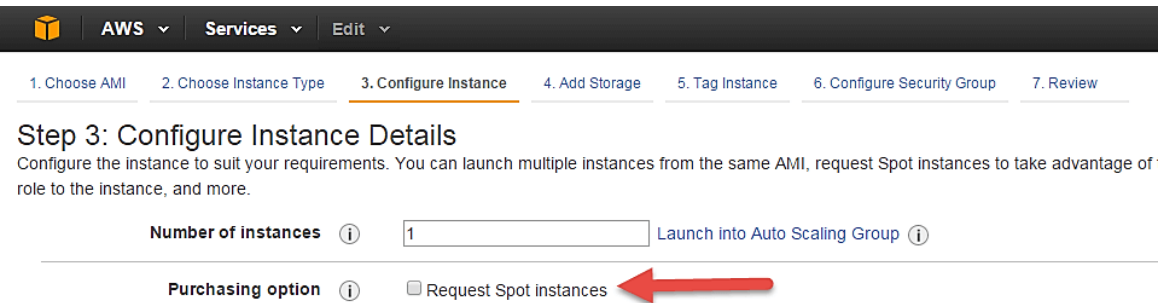 AWS Services Edit
1. Choose AMI 2. Choose Instance Type 3. Configure Instance 4. Add Storage 5. Tag Instance 6. Configure Security Group 7. Review
Step 3: Configure Instance Details
Configure the instance to suit your requirements. You can launch multiple instances from the same AMI, request Spot instances to take advantage of
role to the instance, and more.
Number of instances i 1 Launch into Auto Scaling Group i
Purchasing option i Request Spot instances